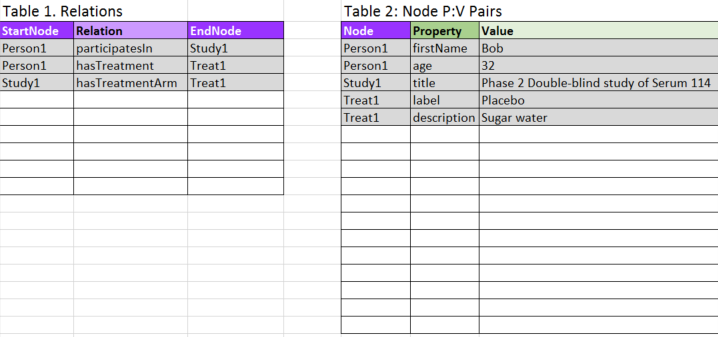 Table 1. Relations
StartNode Relation EndNode
Person1 participatesIn Study1
Person1 hasTreatment Treat1
Study1 hasTreatmentArm Treat1
Table 2: Node P:V Pairs
Node Property Value
Person1 firstName Bob
Person1 age 32
Study1 title Phase 2 Double-blind study of Serum 114
Treat1 label Placebo
Treat1 description Sugar water